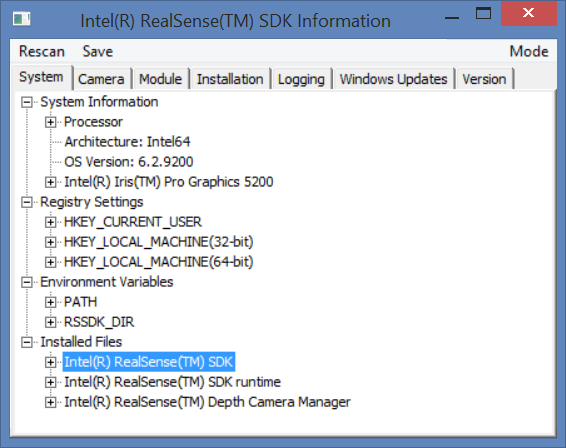 Intel(R) RealSense(TM) SDK Information
Rescan Save Mode
System Camera Module Installation Logging Windows Updates Version
System Information
Processor
Architecture: Intel64
OS Version: 6.2.9200
Intel(R) Iris(TM) Pro Graphics 5200
Registry Settings
HKEY_CURRENT_USER
HKEY_LOCAL_MACHINE(32-bit)
HKEY_LOCAL_MACHINE(64-bit)
Environment Variables
PATH
RSSDK_DIR
Installed Files
Intel(R) RealSense(TM) SDK
Intel(R) RealSense(TM) SDK runtime
Intel(R) RealSense(TM) Depth Camera Manager